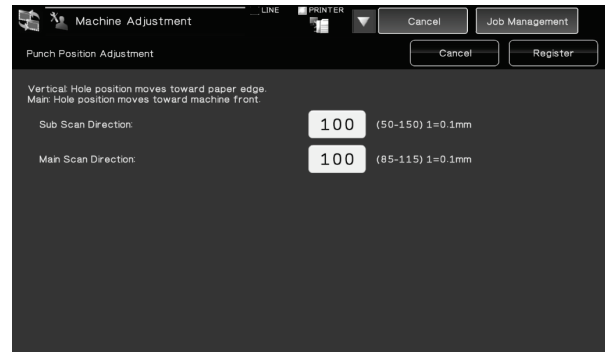 Machine Adjustment
LINE
PRINTER
Cancel
Job Management
Punch Position Adjustment
Cancel
Register
Vertical: Hole position moves toward paper edge.
Main: Hole position moves toward machine front.
Sub Scan Direction: 100 (50-150) 1=0.1mm
Main Scan Direction: 100 (85-115) 1=0.1mm